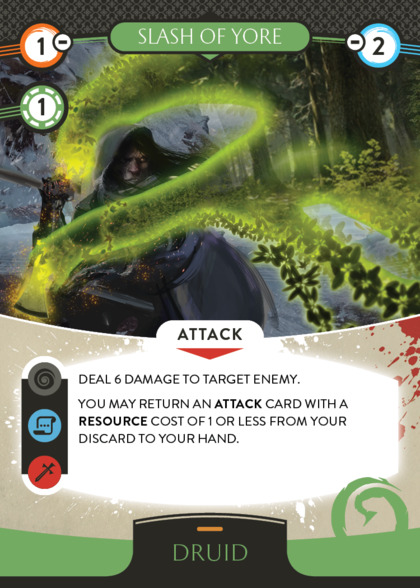 SLASH OF YORE
1 -
- 2
1
ATTACK
DEAL 6 DAMAGE TO TARGET ENEMY.
YOU MAY RETURN AN ATTACK CARD WITH A
RESOURCE COST OF 1 OR LESS FROM YOUR
DISCARD TO YOUR HAND.
DRUID